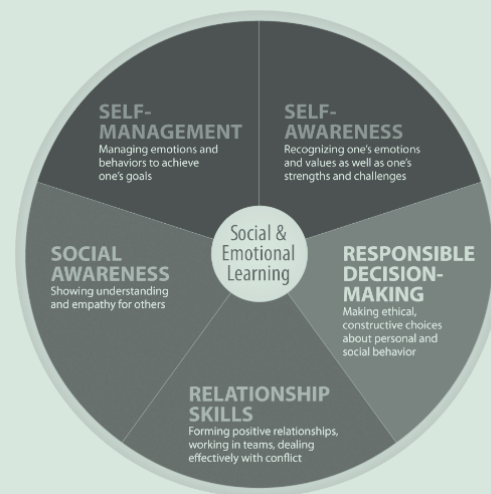 SELF-
MANAGEMENT
Managing emotions and
behaviors to achieve
one's goals
SELF-
AWARENESS
Recognizing one's emotions
and values as well as one's
strengths and challenges
SOCIAL
AWARENESS
Showing understanding
and empathy for others
Social &
Emotional
Learning
RESPONSIBLE
DECISION-
MAKING
Making ethical,
constructive choices
about personal and
social behavior
RELATIONSHIP
SKILLS
Forming positive relationships,
working in teams, dealing
effectively with conflict